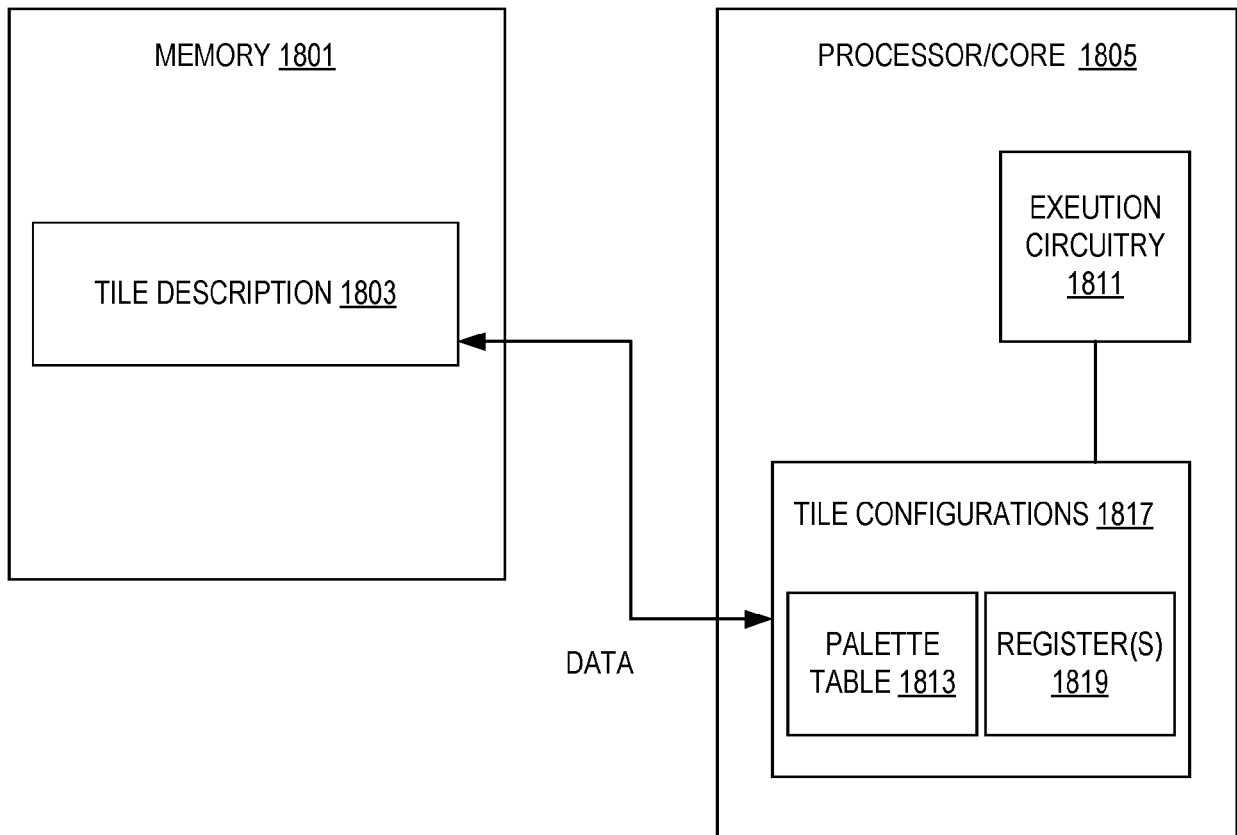 MEMORY 1801
TILE DESCRIPTION 1803
DATA
PROCESSOR/CORE 1805
EXEUTION
CIRCUITRY
1811
TILE CONFIGURATIONS 1817
PALETTE
TABLE 1813
REGISTER(S)
1819